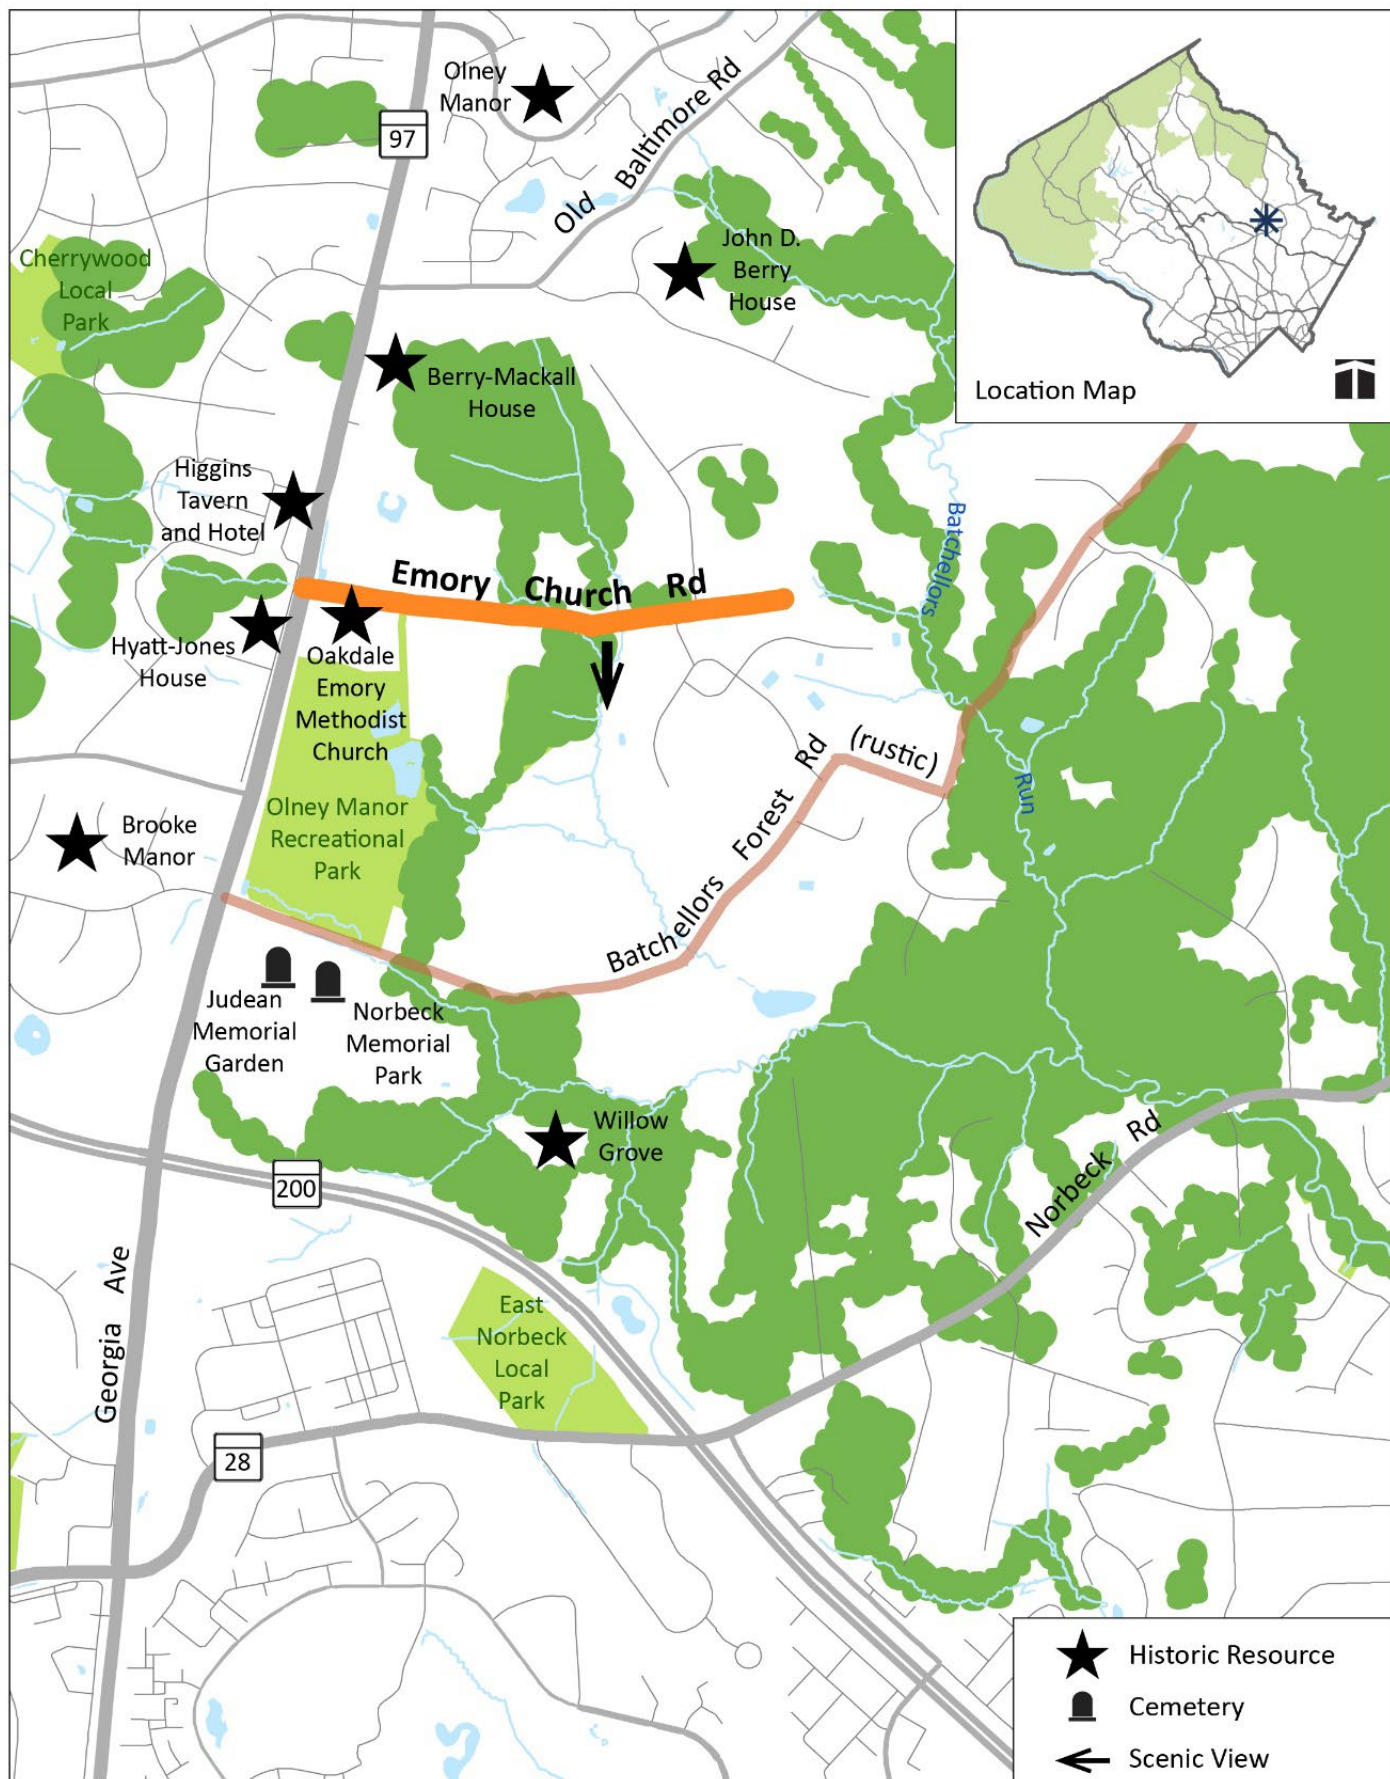 Olney
Manor
97
Old Baltimore Rd
John D.
Berry
House
Cherrywood
Local
Park
Location Map
Berry-Mackall
House
Higgins
Tavern
and Hotel
Emory Church Rd
Batchellors
Hyatt-Jones
House
Oakdale
Emory
Methodist
Church
Batchellors Forest Rd (rustic)
Run
Olney Manor
Recreational
Park
Brooke
Manor
Judean
Memorial
Garden
Norbeck
Memorial
Park
Willow
Grove
Norbeck Rd
200
Georgia Ave
East
Norbeck
Local
Park
28
Historic Resource
Cemetery
Scenic View